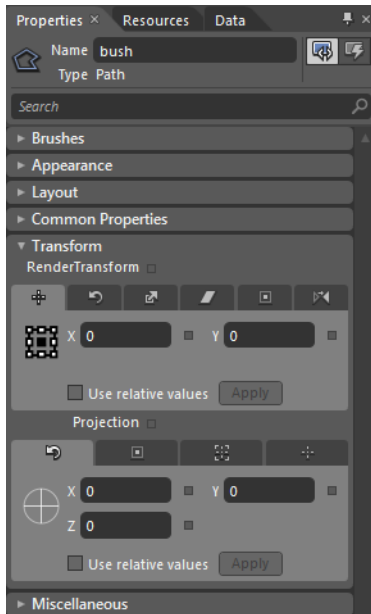 Properties × Resources Data
Name bush
Type Path
Search
Brushes
Appearance
Layout
Common Properties
Transform
RenderTransform
X 0 Y 0
Use relative values Apply
Projection
X 0 Y 0
Z 0
Use relative values Apply
Miscellaneous